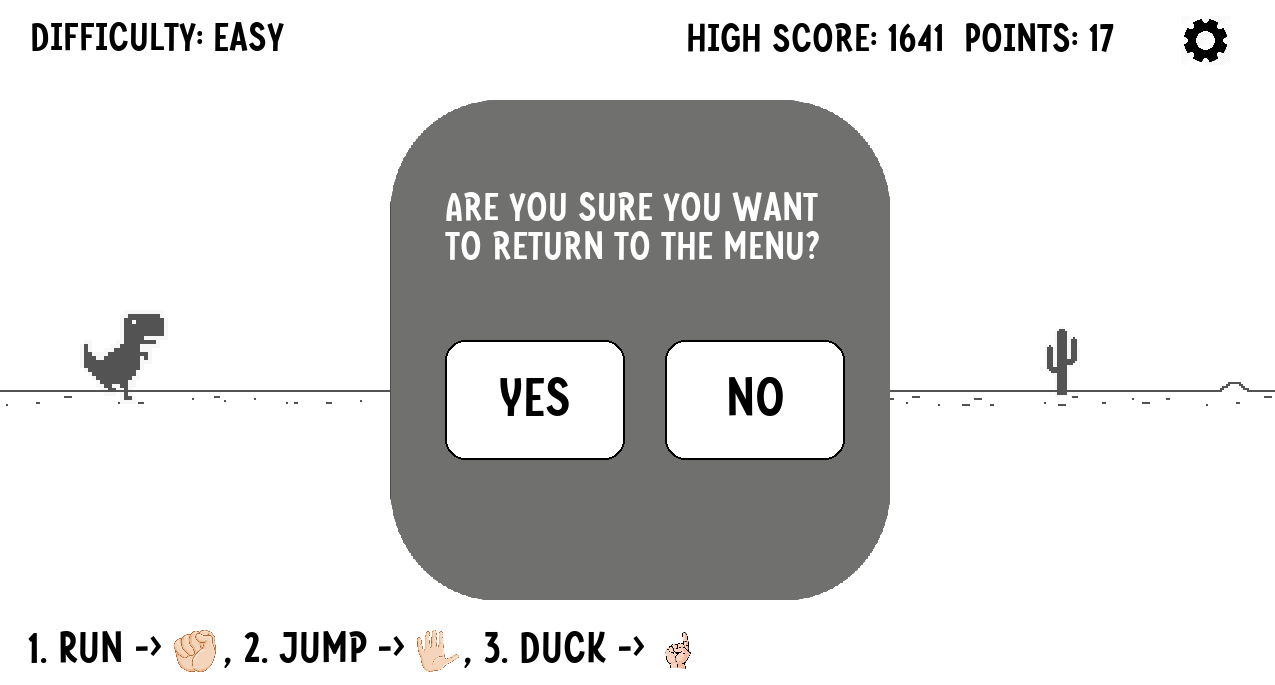 DIFFICULTY: EASY
HIGH SCORE: 1641 POINTS: 17
ARE YOU SURE YOU WANT
TO RETURN TO THE MENU?
YES
NO
1. RUN -> , 2. JUMP -> , 3. DUCK ->